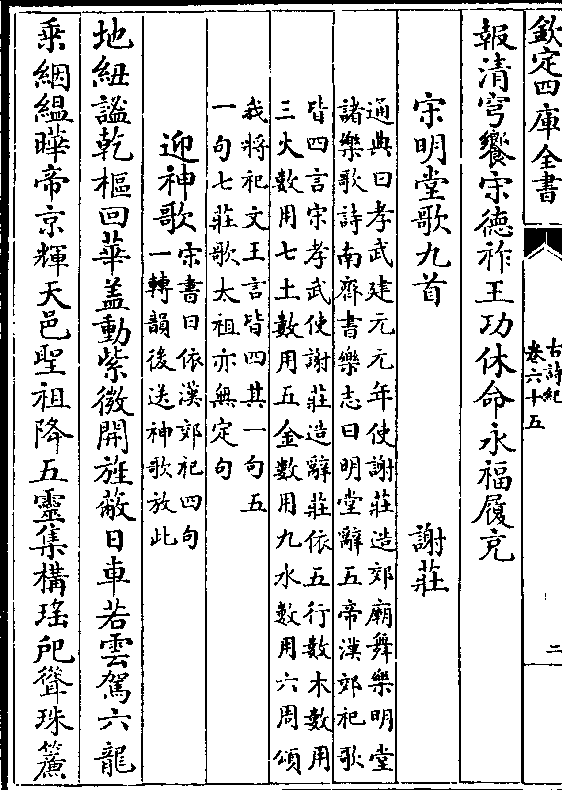 欽定四庫全書
古詩紀
卷六十五
二
報清穹饗宋德祚王功休命永福履充
宋明堂歌九首 謝莊
通典曰孝武建元元年使謝莊造郊廟舞樂明堂
諸樂歌詩南齊書樂志曰明堂辭五帝漢郊祀歌
皆四言宋孝武使謝莊造辭莊依五行數木數用
三火數用七土數用五金數用九水數用六周頌
我將祀文王言皆四其一句五
一句七莊歌太祖亦無定句
迎神歌
宋書曰依漢郊祀四句
一轉韻後送神歌放此
地紐謐乾樞回華蓋動紫微開旌蔽日車若雲駕六龍
乘絪縕曄帝京輝天邑聖祖降五靈集構瑤戺聳珠簾